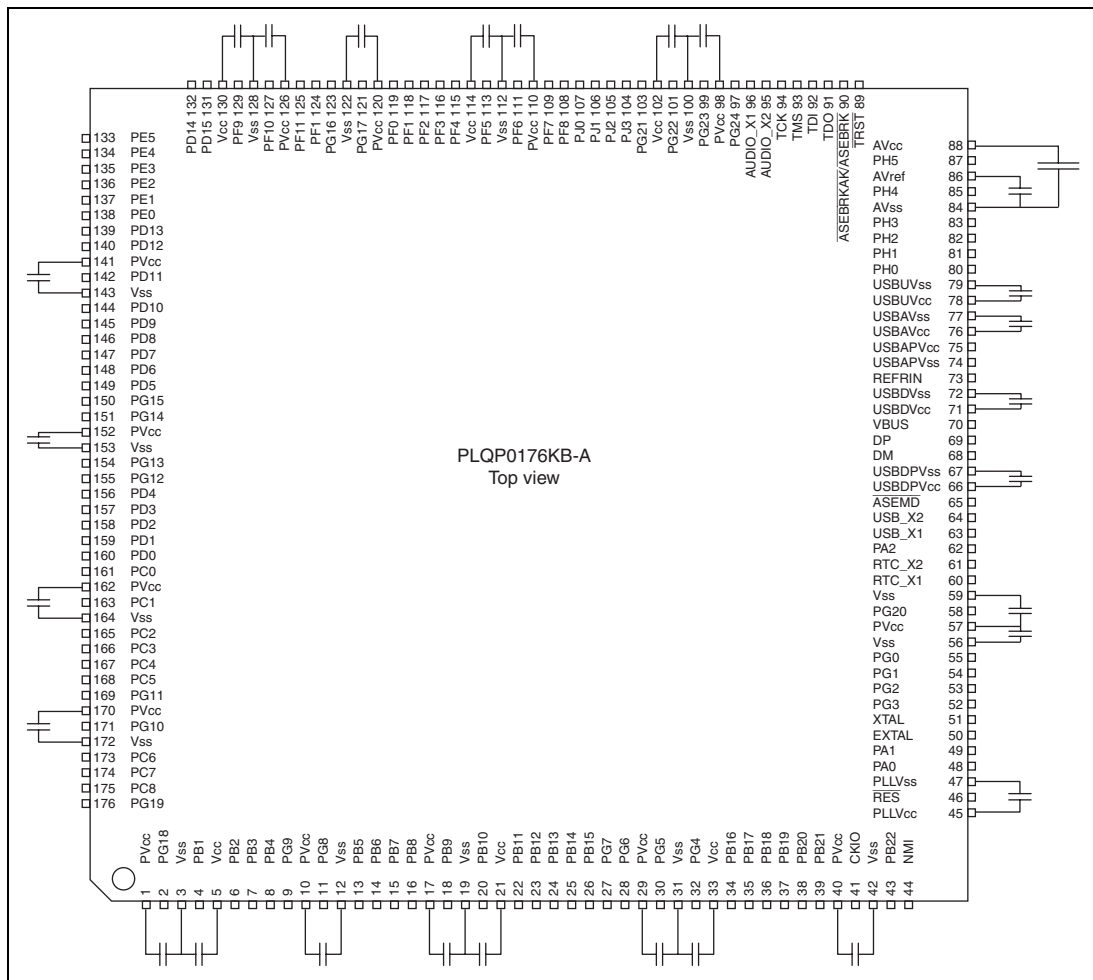 PD14 132
PD15 131
Vcc 130
PF9 129
Vss 128
PF10 127
PVcc 126
PF11 125
PF1 124
PG16 123
Vss 122
PG17 121
PVcc 120
PF0 119
PF1 118
PF2 117
PF3 116
PF4 115
Vcc 114
PF5 113
Vss 112
PF6 111
PVcc 110
PF7 109
PF8 108
PJ0 107
PJ1 106
PJ2 105
PJ3 104
PG21 103
Vcc 102
PG22 101
Vss 100
PG23 99
PVcc 98
PG24 97
AUDIO_X1 96
AUDIO_X2 95
TCK 94
TMS 93
TDI 92
TDO 91
ASEBRKAK/ASEBRK 90
TRST 89
133 PE5
134 PE4
135 PE3
136 PE2
137 PE1
138 PE0
139 PD13
140 PD12
141 PVcc
142 PD11
143 Vss
144 PD10
145 PD9
146 PD8
147 PD7
148 PD6
149 PD5
150 PG15
151 PG14
152 PVcc
153 Vss
154 PG13
155 PG12
156 PD4
157 PD3
158 PD2
159 PD1
160 PD0
161 PC0
162 PVcc
163 PC1
164 Vss
165 PC2
166 PC3
167 PC4
168 PC5
169 PG11
170 PVcc
171 PG10
172 Vss
173 PC6
174 PC7
175 PC8
176 PG19
PLQP0176KB-A
Top view
AVcc 88
PH5 87
AVref 86
PH4 85
AVss 84
PH3 83
PH2 82
PH1 81
PH0 80
USBUVss 79
USBUVcc 78
USBAVss 77
USBAVcc 76
USBAPVcc 75
USBAPVss 74
REFRIN 73
USBDVss 72
USBDVcc 71
VBUS 70
DP 69
DM 68
USBDPVss 67
USBDPVcc 66
ASEMD 65
USB_X2 64
USB_X1 63
PA2 62
RTC_X2 61
RTC_X1 60
Vss 59
PG20 58
PVcc 57
Vss 56
PG0 55
PG1 54
PG2 53
PG3 52
XTAL 51
EXTAL 50
PA1 49
PA0 48
PLLVss 47
RES 46
PLLVcc 45
1 PVcc
2 PG18
3 Vss
4 PB1
5 Vcc
6 PB2
7 PB3
8 PB4
9 PG9
10 PVcc
11 PG8
12 Vss
13 PB5
14 PB6
15 PB7
16 PB8
17 PVcc
18 PB9
19 Vss
20 PB10
21 Vcc
22 PB11
23 PB12
24 PB13
25 PB14
26 PB15
27 PG7
28 PG6
29 PVcc
30 PG5
31 Vss
32 PG4
33 Vcc
34 PB16
35 PB17
36 PB18
37 PB19
38 PB20
39 PB21
40 PVcc
41 CKIO
42 Vss
43 PB22
44 NMI